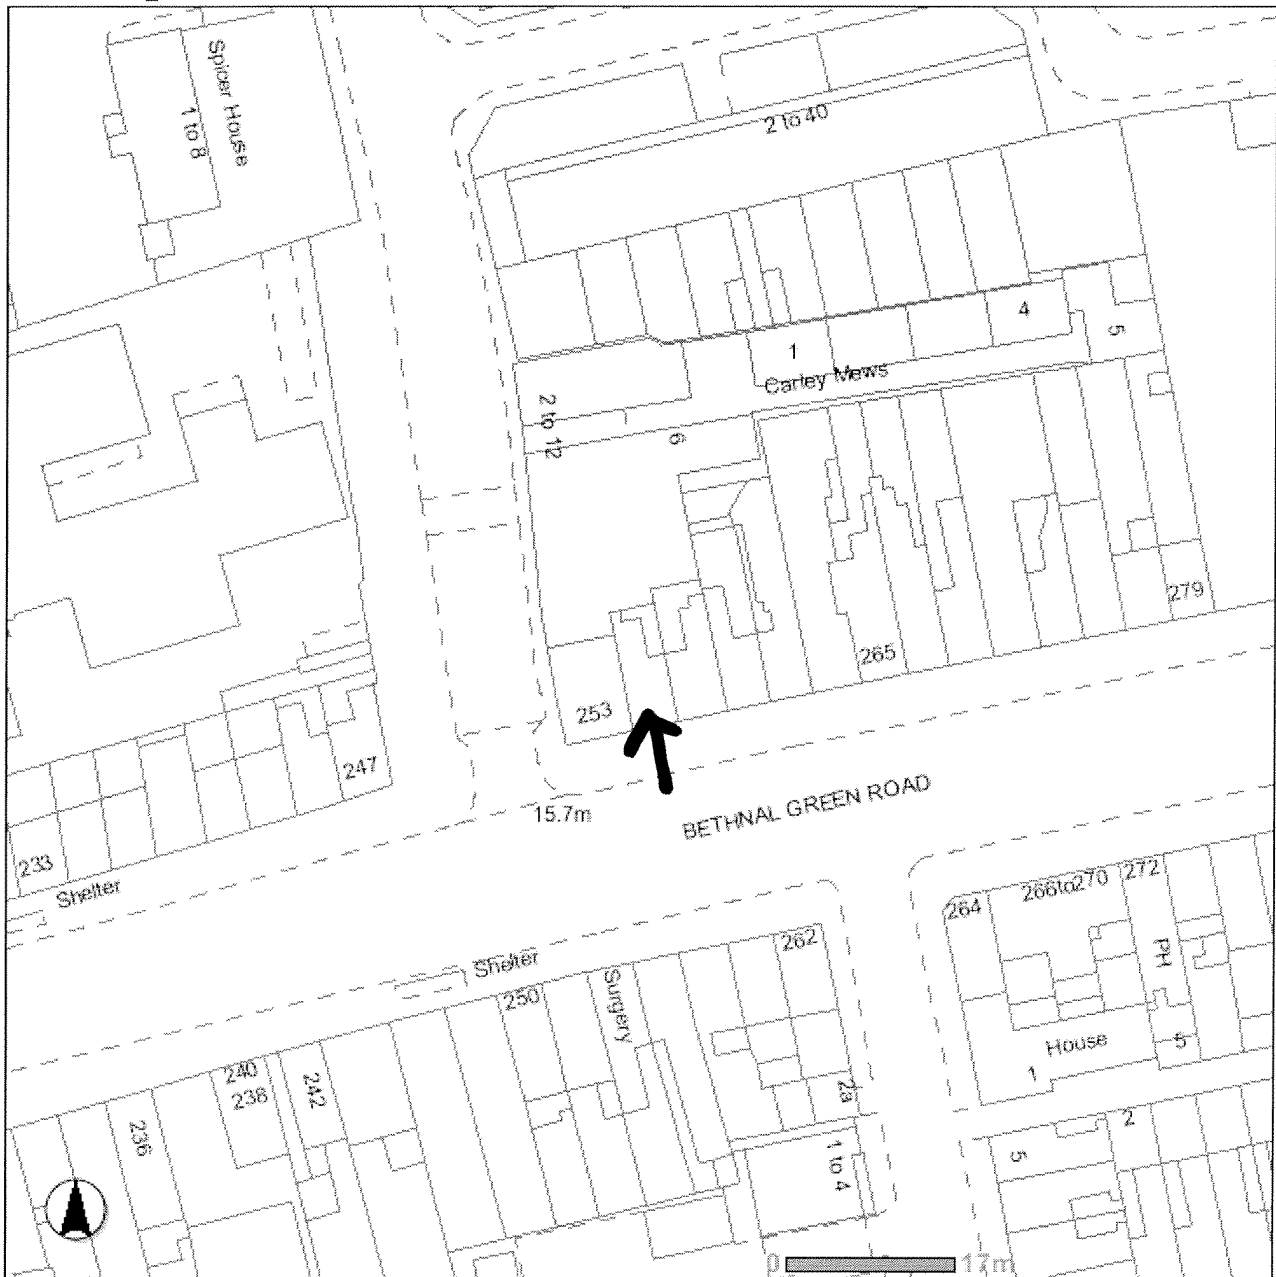 Spicer House
1 to 8
2 to 40
4
5
1
Carley Mews
2 to 12
6
279
265
253
247
15.7m
BETHNAL GREEN ROAD
233
Shelter
272
266to270
264
262
Shelter
PH
250
Surgery
House
5
240
238
242
1
2a
236
2
1 to 4
5
0 17m